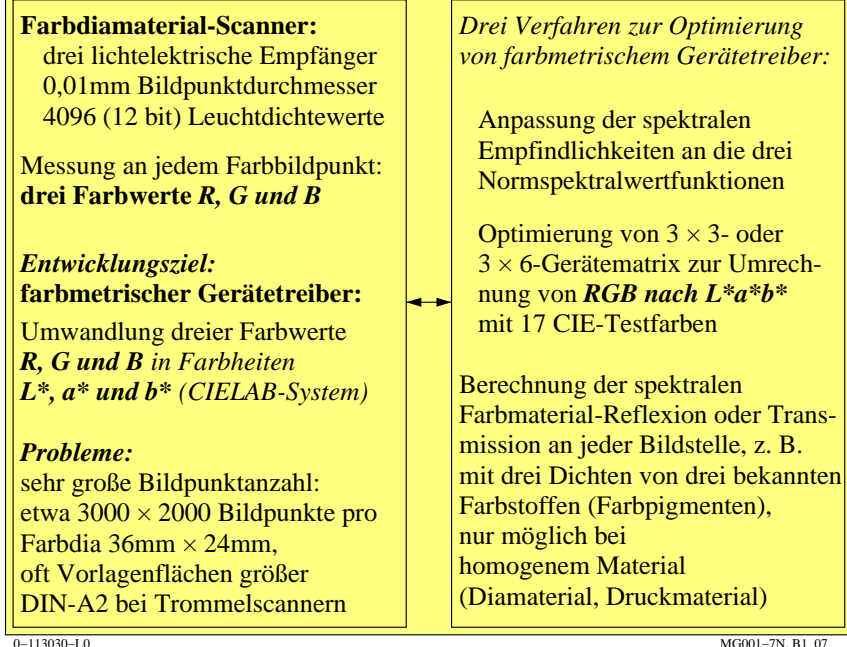 Farbdiamaterial-Scanner:
drei lichtelektrische Empfänger
0,01mm Bildpunktdurchmesser
4096 (12 bit) Leuchtdichtewerte
Messung an jedem Farbbildpunkt:
drei Farbwerte R, G und B
Entwicklungsziel:
farbmetrischer Gerätetreiber:
Umwandlung dreier Farbwerte
R, G und B in Farbheiten
L*, a* und b* (CIELAB-System)
Probleme:
sehr große Bildpunktanzahl:
etwa 3000 × 2000 Bildpunkte pro
Farbdia 36mm × 24mm,
oft Vorlagenflächen größer
DIN-A2 bei Trommelscannern
Drei Verfahren zur Optimierung
von farbmetrischem Gerätetreiber:
Anpassung der spektralen
Empfindlichkeiten an die drei
Normspektralwertfunktionen
Optimierung von 3 × 3- oder
3 × 6-Gerätematrix zur Umrech-
nung von RGB nach L*a*b*
mit 17 CIE-Testfarben
Berechnung der spektralen
Farbmaterial-Reflexion oder Trans-
mission an jeder Bildstelle, z. B.
mit drei Dichten von drei bekannten
Farbstoffen (Farbpigmenten),
nur möglich bei
homogenem Material
(Diamaterial, Druckmaterial)
0–113030–L0
MG001–7N, B1_07